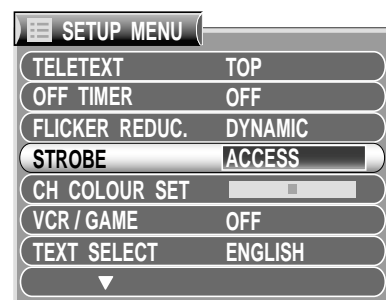 SETUP MENU
TELETEXT TOP
OFF TIMER OFF
FLICKER REDUC. DYNAMIC
STROBE ACCESS
CH COLOUR SET
VCR / GAME OFF
TEXT SELECT ENGLISH